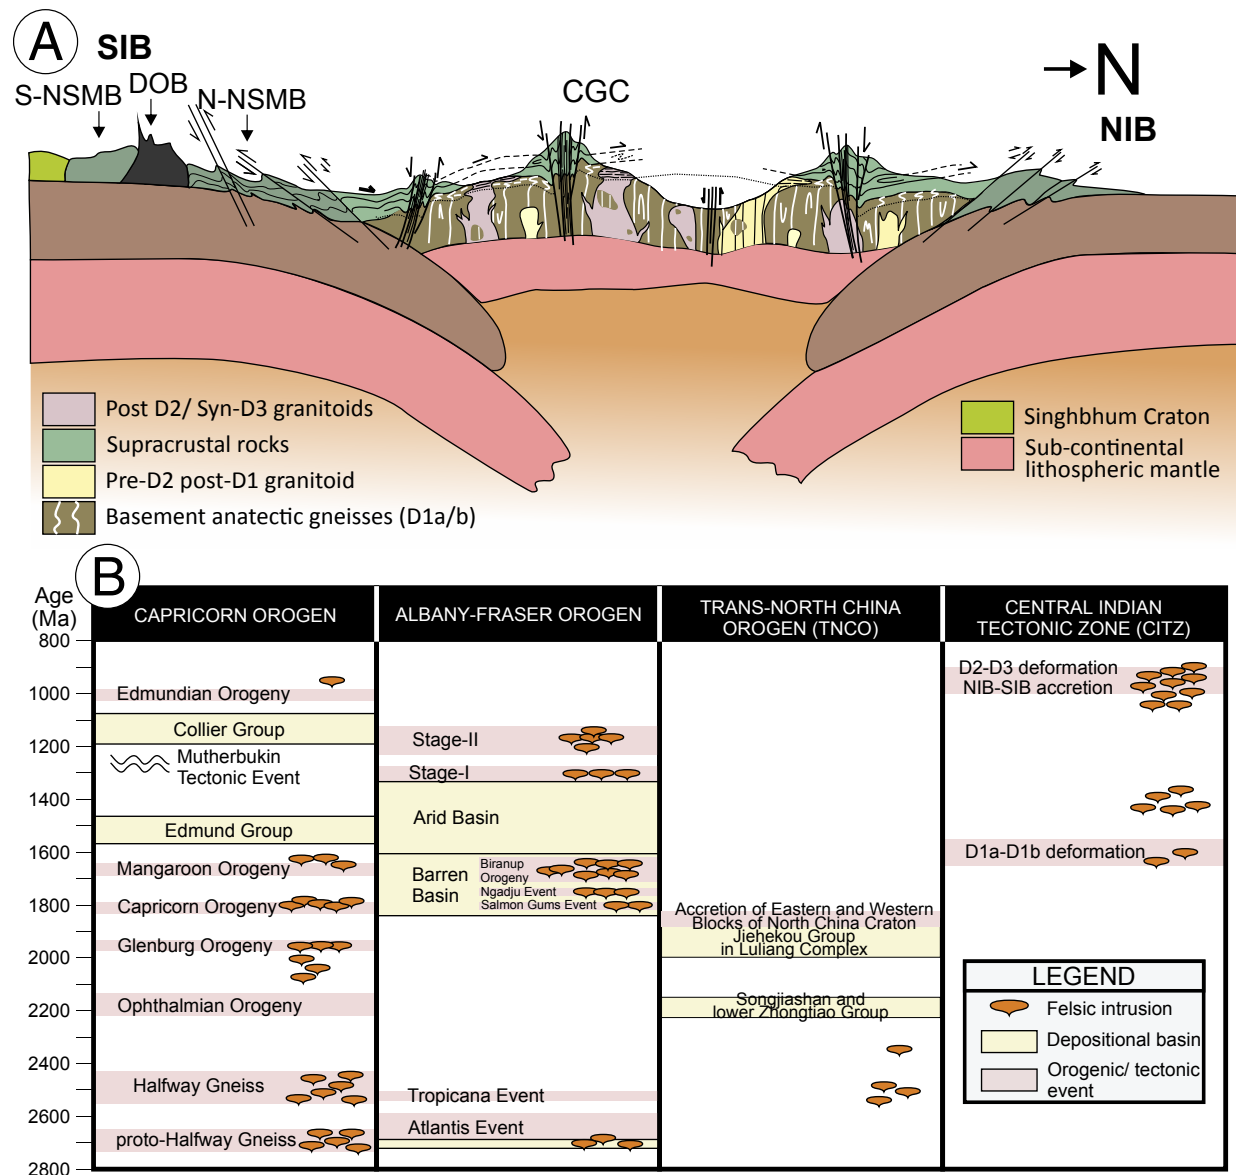 A
SIB
S-NSMB
DOB
N-NSMB
CGC
N
NIB
Post D2/ Syn-D3 granitoids
Supracrustal rocks
Pre-D2 post-D1 granitoid
Basement anatectic gneisses (D1a/b)
Singhbhum Craton
Sub-continental
lithospheric mantle
B
Age
(Ma)
CAPRICORN OROGEN
ALBANY-FRASER OROGEN
TRANS-NORTH CHINA
OROGEN (TNCO)
CENTRAL INDIAN
TECTONIC ZONE (CITZ)
800
1000
1200
1400
1600
1800
2000
2200
2400
2600
2800
Edmundian Orogeny
Collier Group
Mutherbukin
Tectonic Event
Edmund Group
Mangaroon Orogeny
Capricorn Orogeny
Glenburg Orogeny
Ophthalmian Orogeny
Halfway Gneiss
proto-Halfway Gneiss
Stage-II
Stage-I
Arid Basin
Barren
Basin
Biranup
Orogeny
Ngadju Event
Salmon Gums Event
Tropicana Event
Atlantis Event
Accretion of Eastern and Western
Blocks of North China Craton
Jiehekou Group
in Luliang Complex
Songjiashan and
lower Zhongtiao Group
D2-D3 deformation
NIB-SIB accretion
D1a-D1b deformation
LEGEND
Felsic intrusion
Depositional basin
Orogenic/ tectonic
event